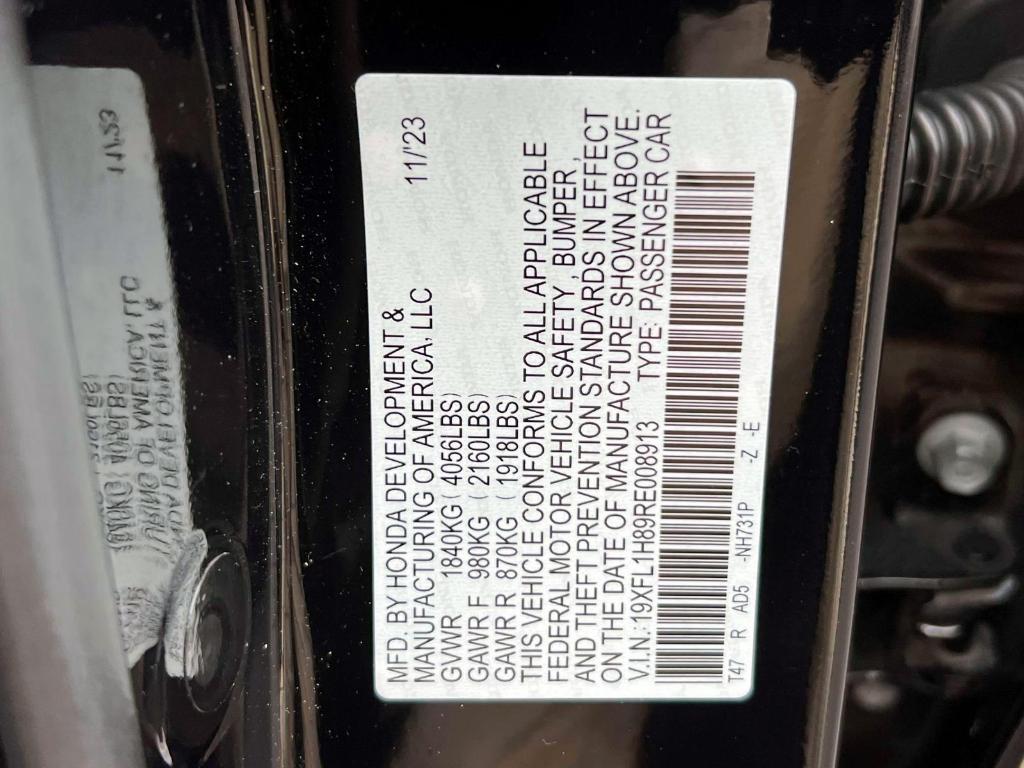 MFD. BY HONDA DEVELOPMENT & 11/'23
MANUFACTURING OF AMERICA, LLC
GVWR 1840KG ( 4056LBS)
GAWR F 980KG ( 2160LBS)
GAWR R 870KG ( 1918LBS)
THIS VEHICLE CONFORMS TO ALL APPLICABLE
FEDERAL MOTOR VEHICLE SAFETY, BUMPER,
AND THEFT PREVENTION STANDARDS IN EFFECT
ON THE DATE OF MANUFACTURE SHOWN ABOVE.
V.I.N.:19XFL1H89RE008913 TYPE: PASSENGER CAR
T47 R AD5 -NH731P -Z -E